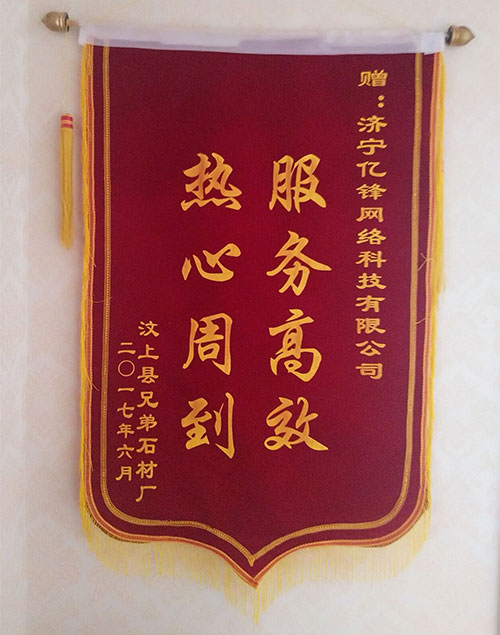 赠：济宁亿锋网络科技有限公司
服务高效
热心周到
汶上县兄弟石材厂
二〇一七年六月